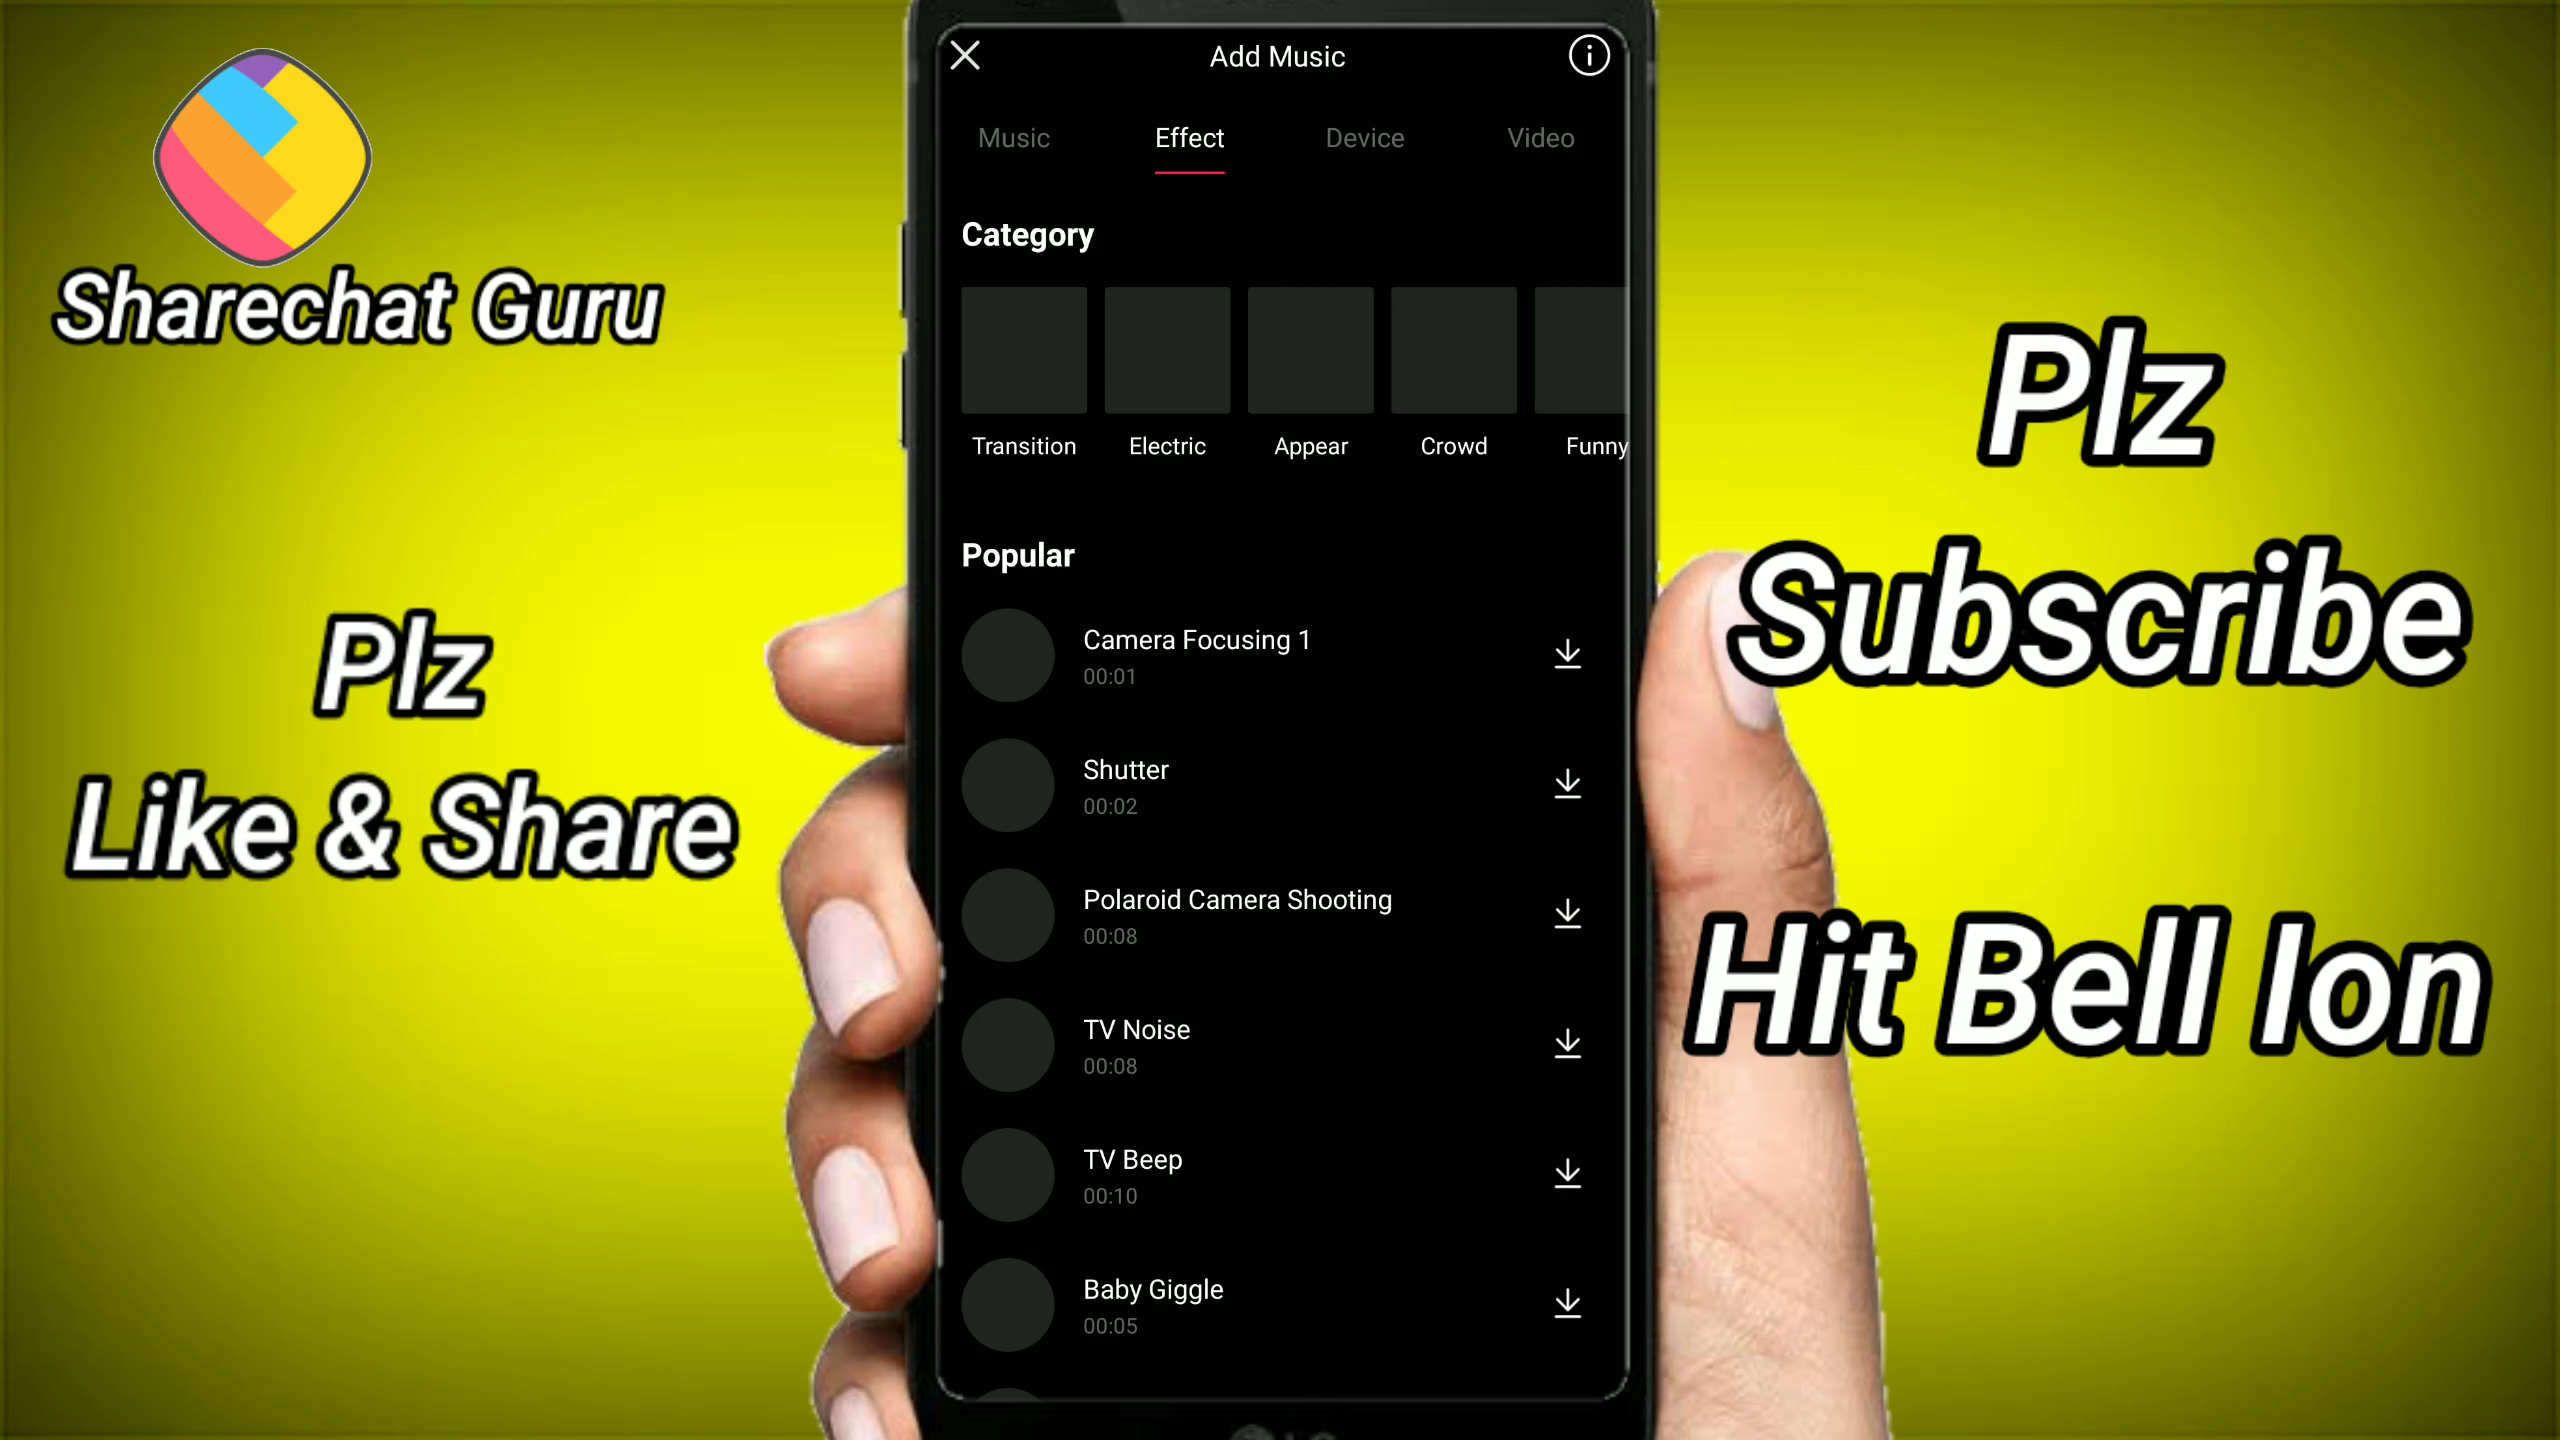 Sharechat Guru
Plz
Like & Share
Add Music
Music Effect Device Video
Category
Transition Electric Appear Crowd Funny
Popular
Camera Focusing 1
00:01
Shutter
00:02
Polaroid Camera Shooting
00:08
TV Noise
00:08
TV Beep
00:10
Baby Giggle
00:05
Plz
Subscribe
Hit Bell Ion